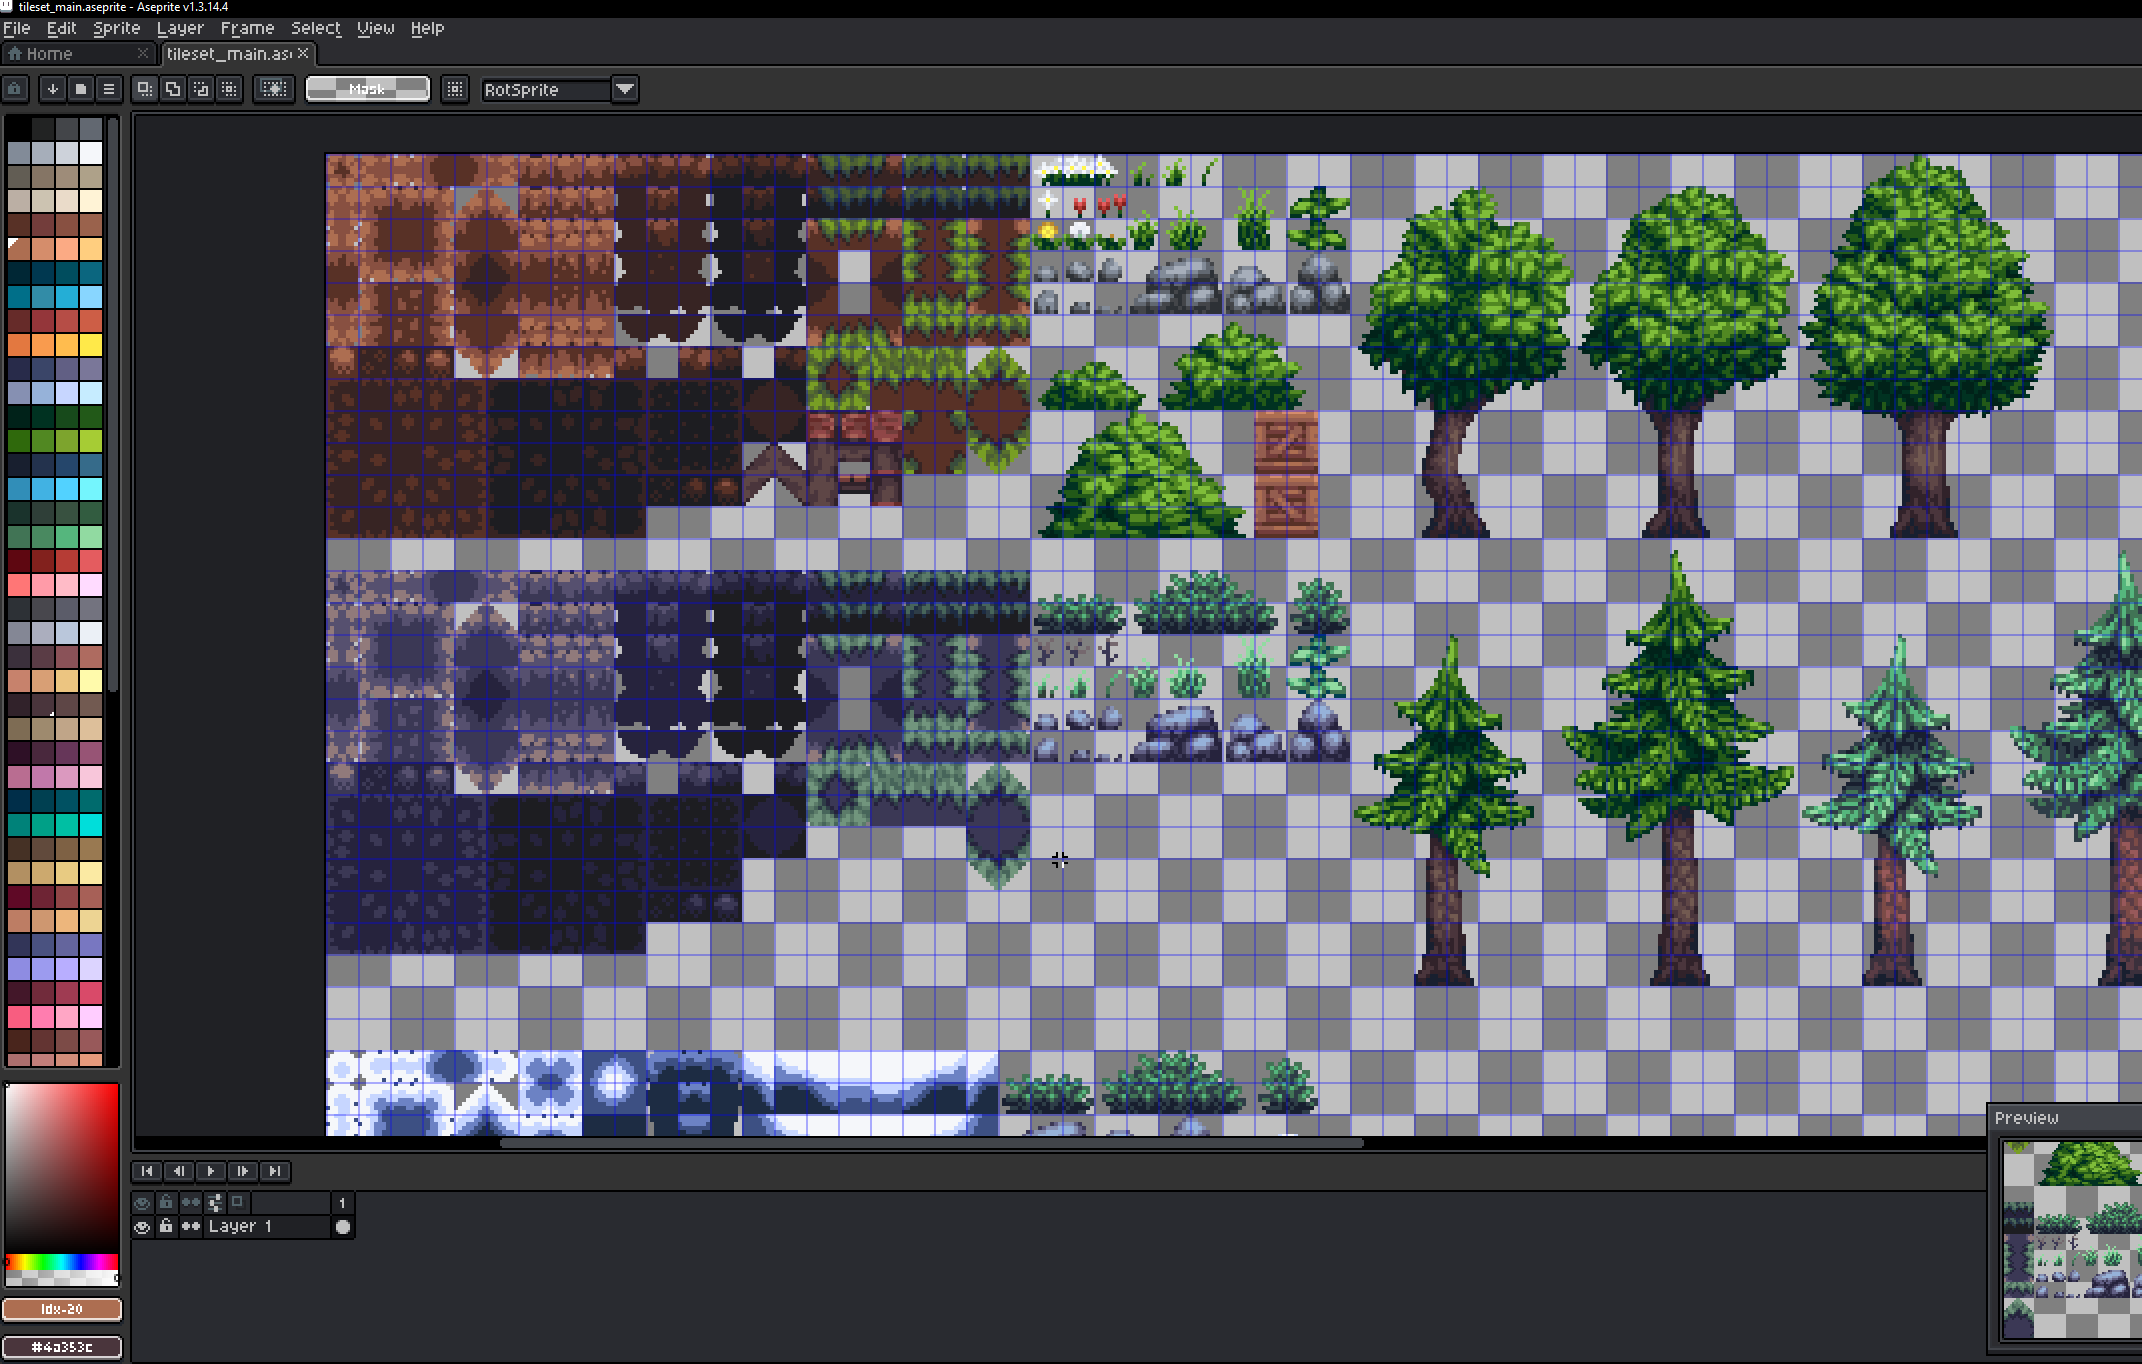 tileset_main.aseprite - Aseprite v1.3.14.4
File Edit Sprite Layer Frame Select View Help
Home tileset_main.as
Mask RotSprite
Preview
1
Layer 1
Idx-20
#4a353c